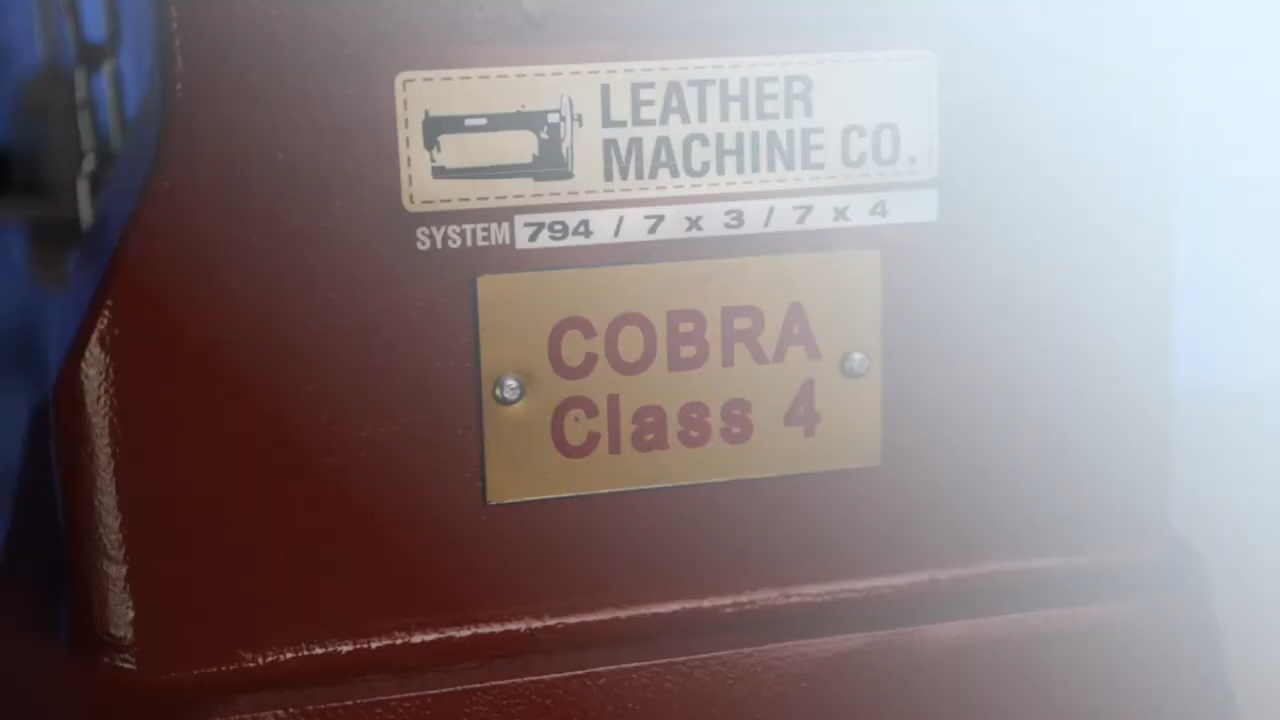 LEATHER
MACHINE CO.
SYSTEM 794 / 7 x 3 / 7 x 4
COBRA
Class 4